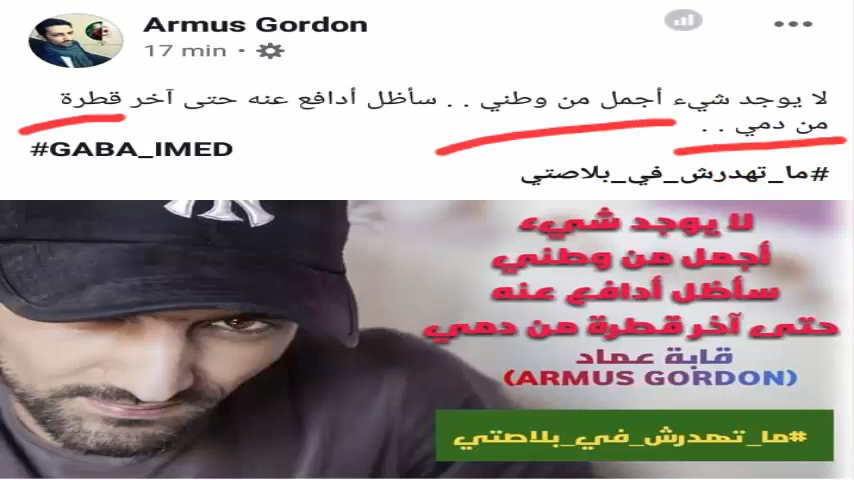 Armus Gordon
17 min
لا يوجد شيء أجمل من وطني . . سأظل أدافع عنه حتى آخر قطرة
من دمي . .
#GABA_IMED
#ما_تهدرش_في_بلاصتي
لا يوجد شيء
أجمل من وطني
سأظل أدافع عنه
حتى آخر قطرة من دمي
قابة عماد
(ARMUS GORDON)
#ما_تهدرش_في_بلاصتي